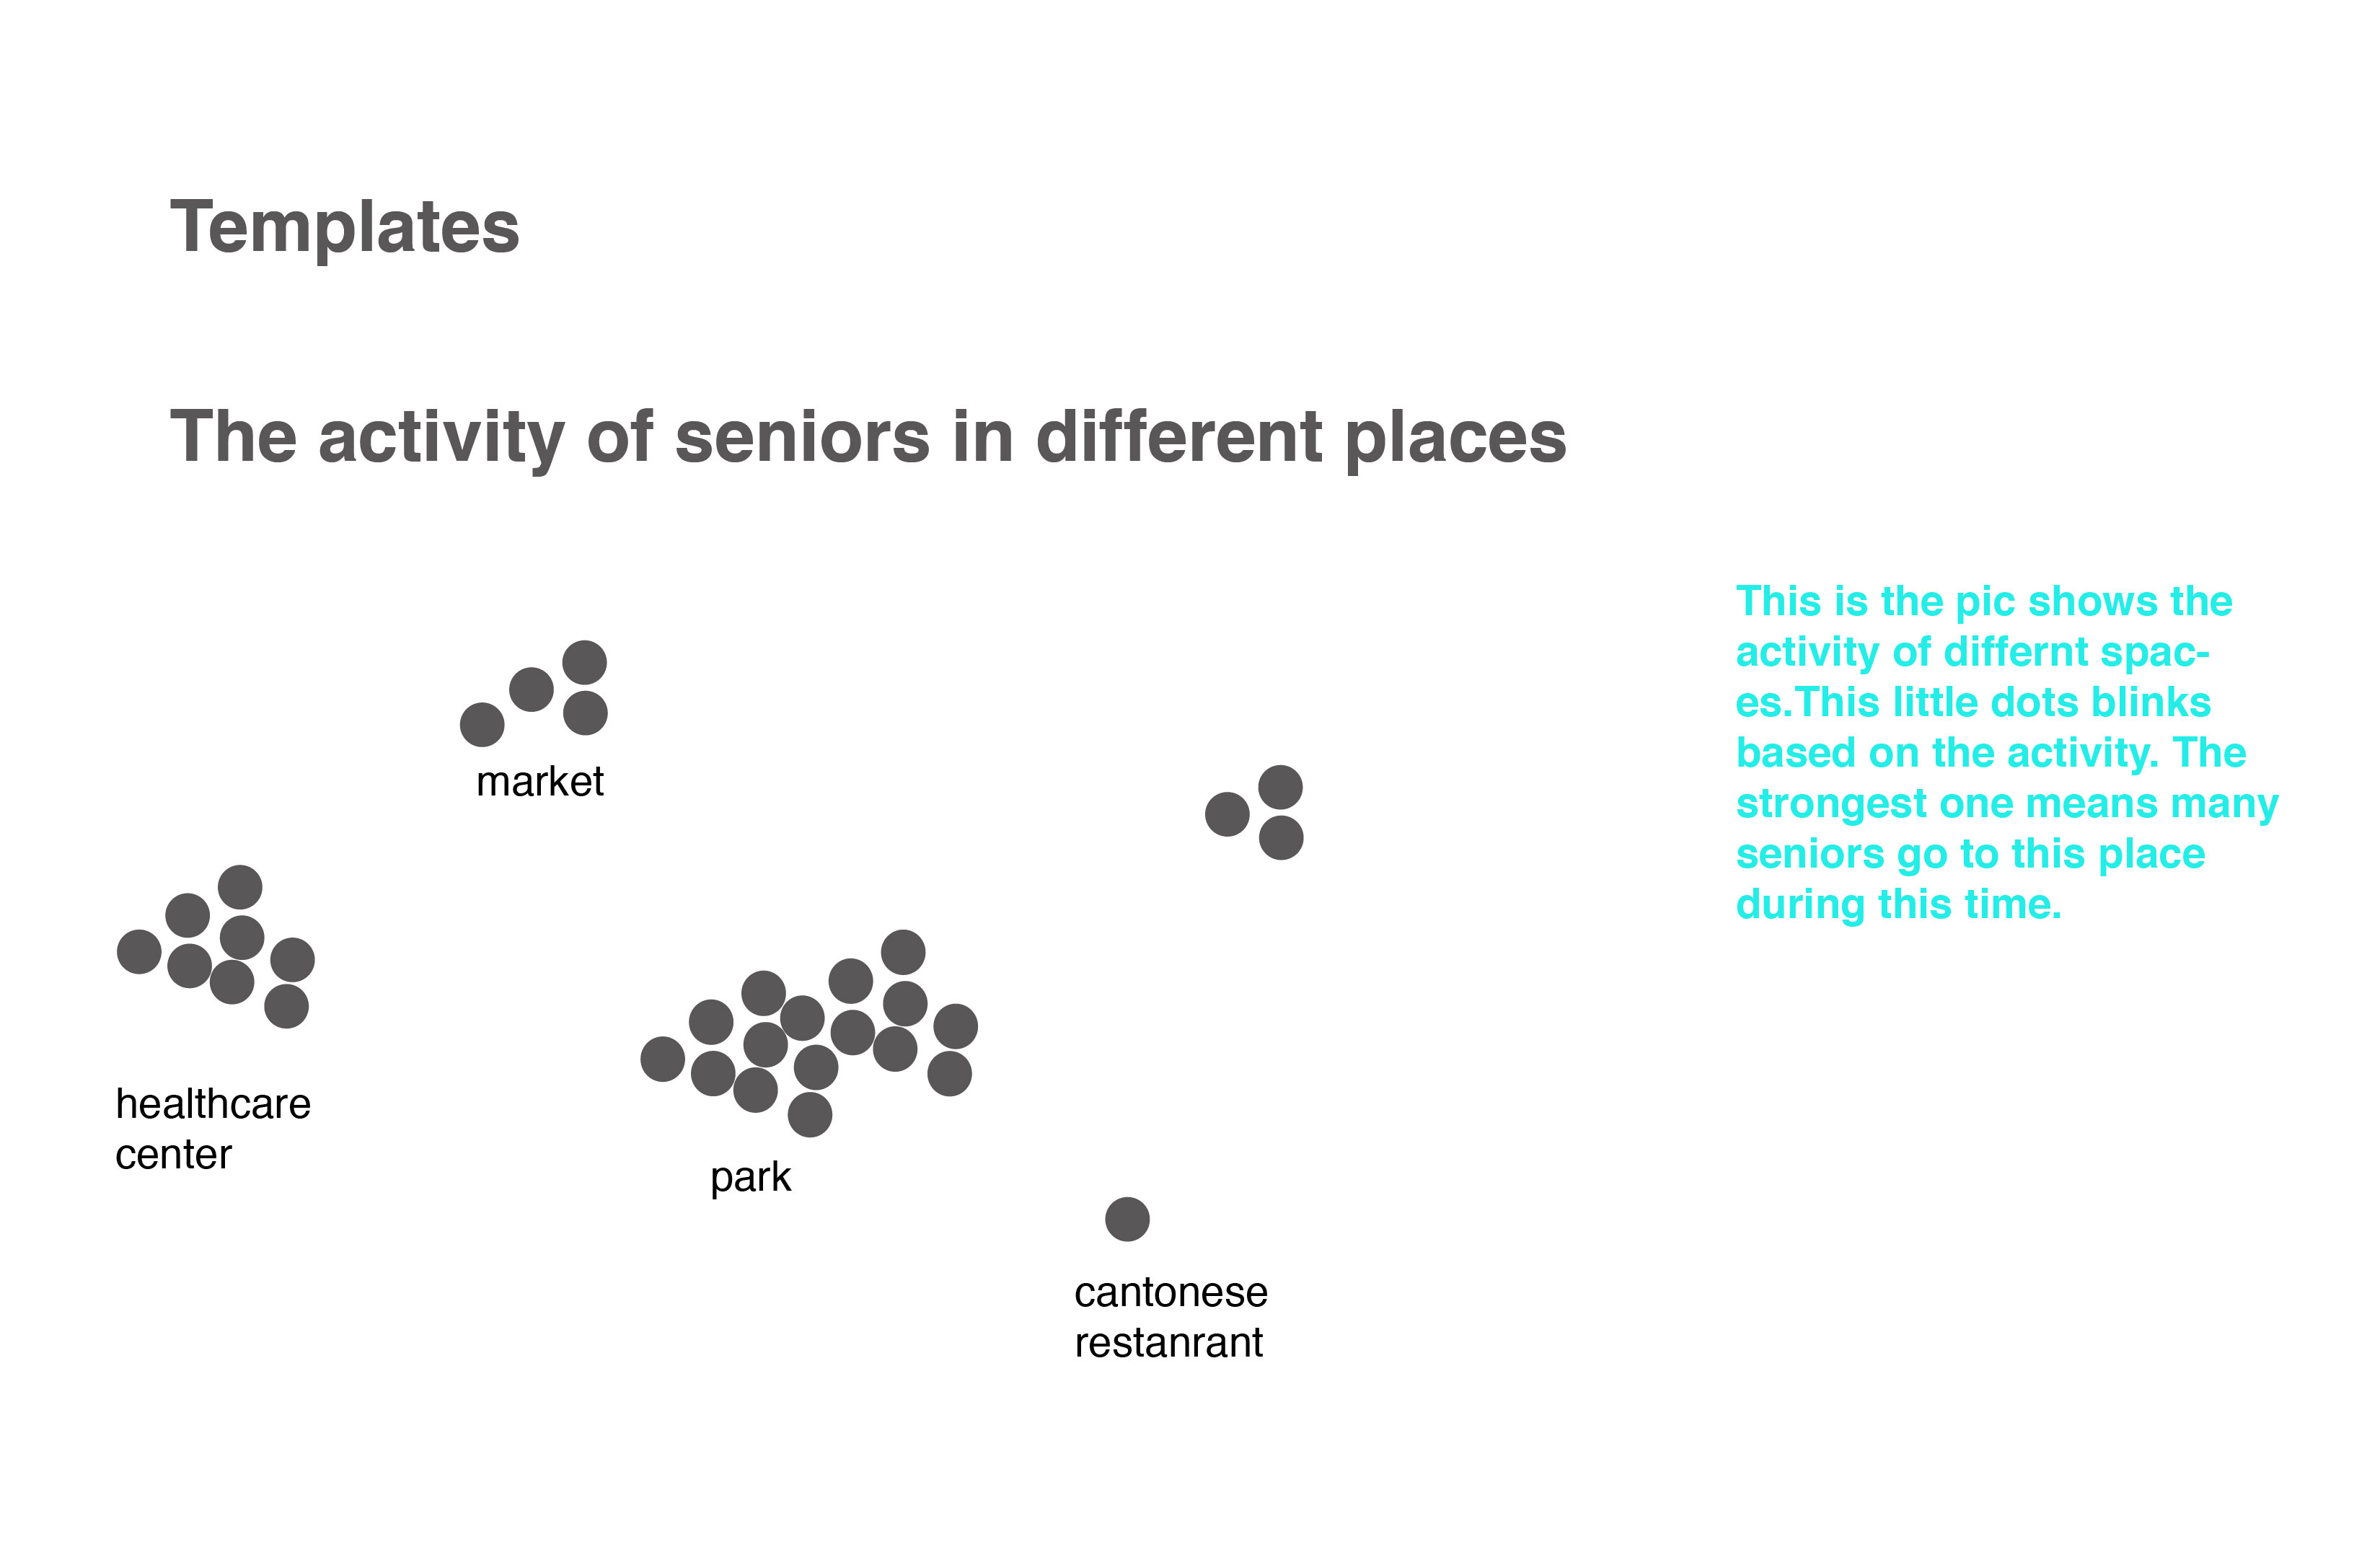 Templates
The activity of seniors in different places
This is the pic shows the
activity of differnt spac-
es.This little dots blinks
based on the activity. The
strongest one means many
seniors go to this place
during this time.
market
healthcare
center
park
cantonese
restanrant